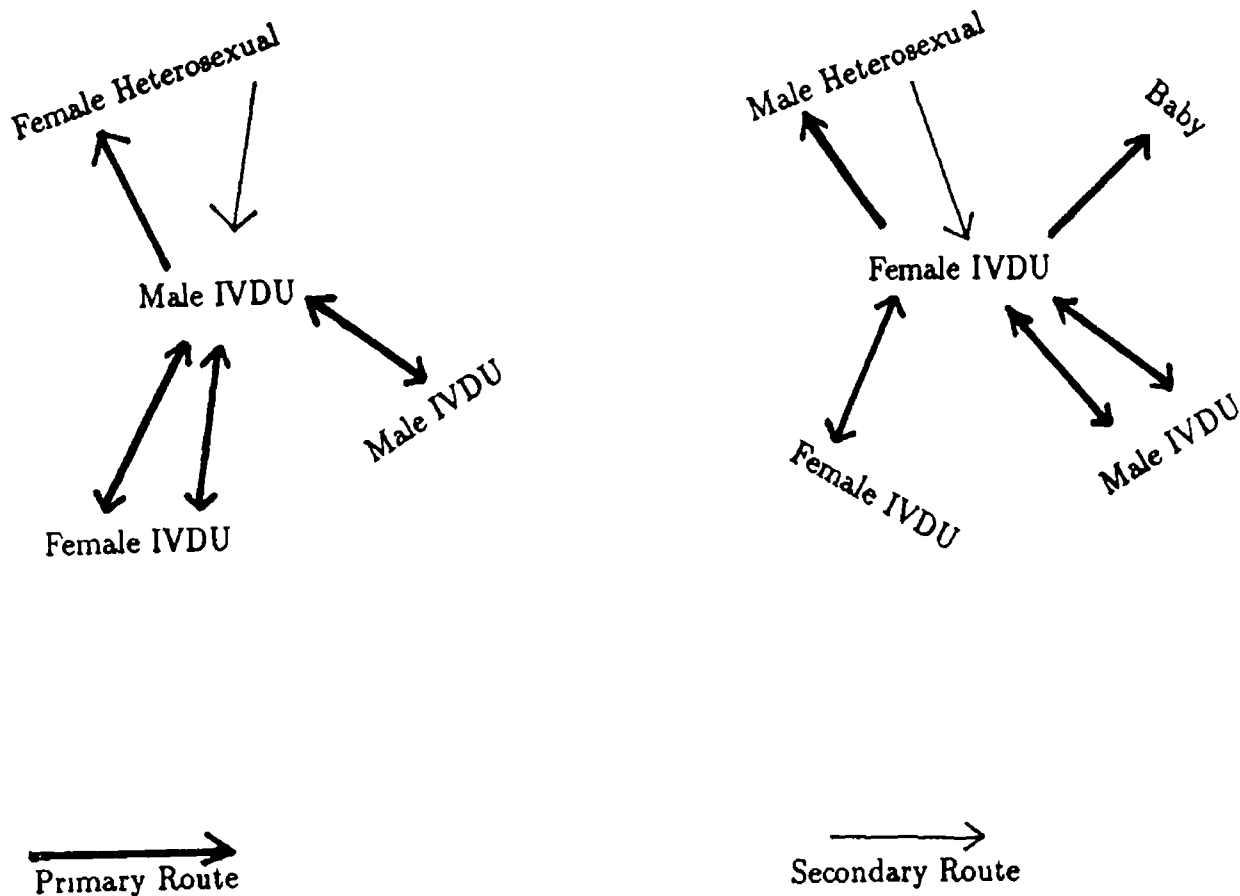 Female Heterosexual
Male Heterosexual
Baby
Male IVDU
Female IVDU
Male IVDU
Female IVDU
Female IVDU
Male IVDU
Primary Route
Secondary Route